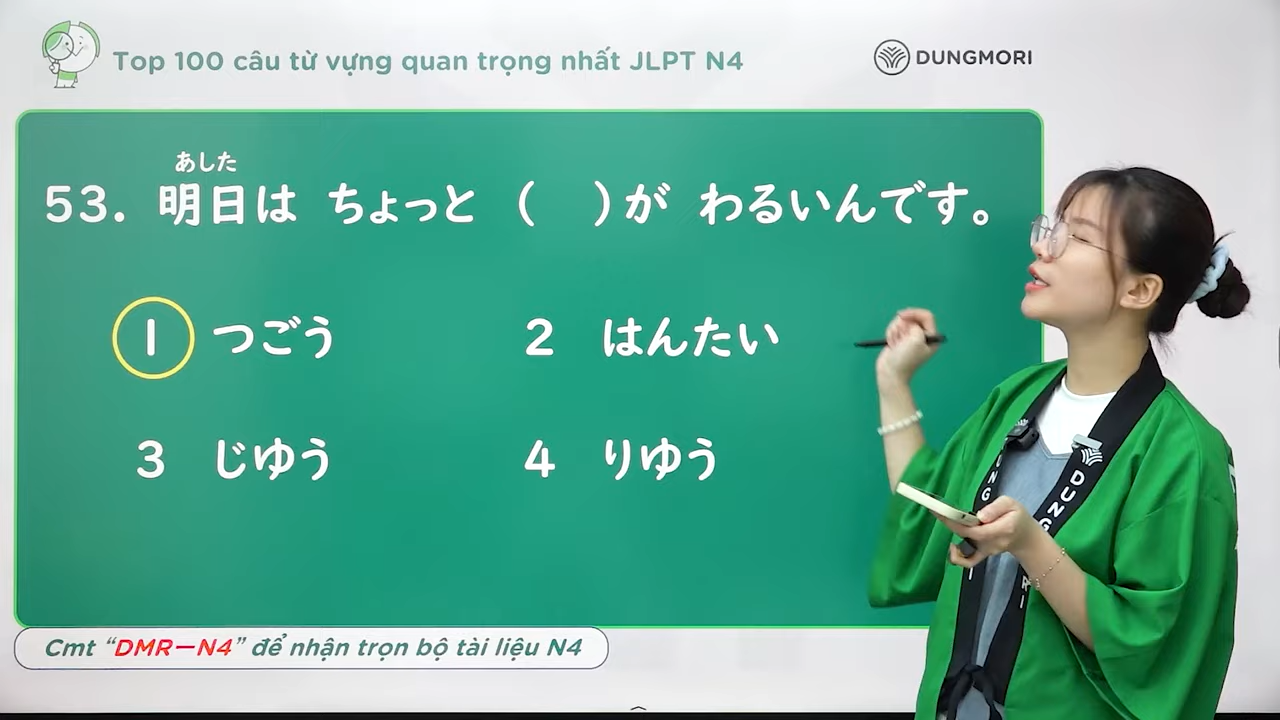 Top 100 câu từ vựng quan trọng nhất JLPT N4
DUNGMORI
あした
53. 明日は ちょっと ( )が わるいんです。
1 つごう
2 はんたい
3 じゆう
4 りゆう
Cmt “DMR–N4” để nhận trọn bộ tài liệu N4
DUNG